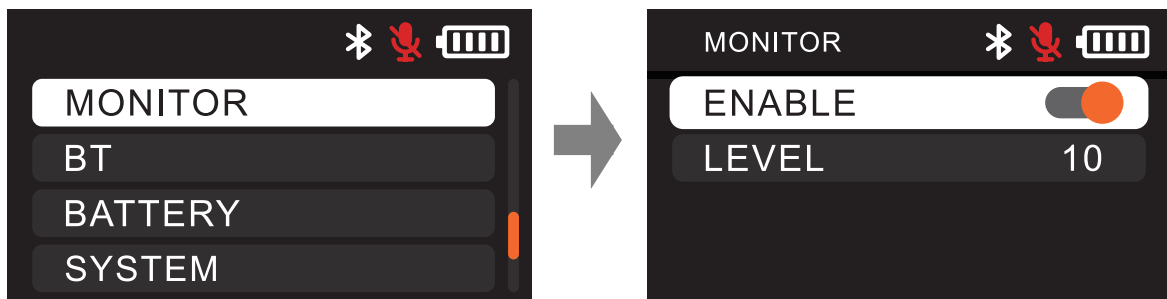 MONITOR
BT
BATTERY
SYSTEM
MONITOR
ENABLE
LEVEL 10